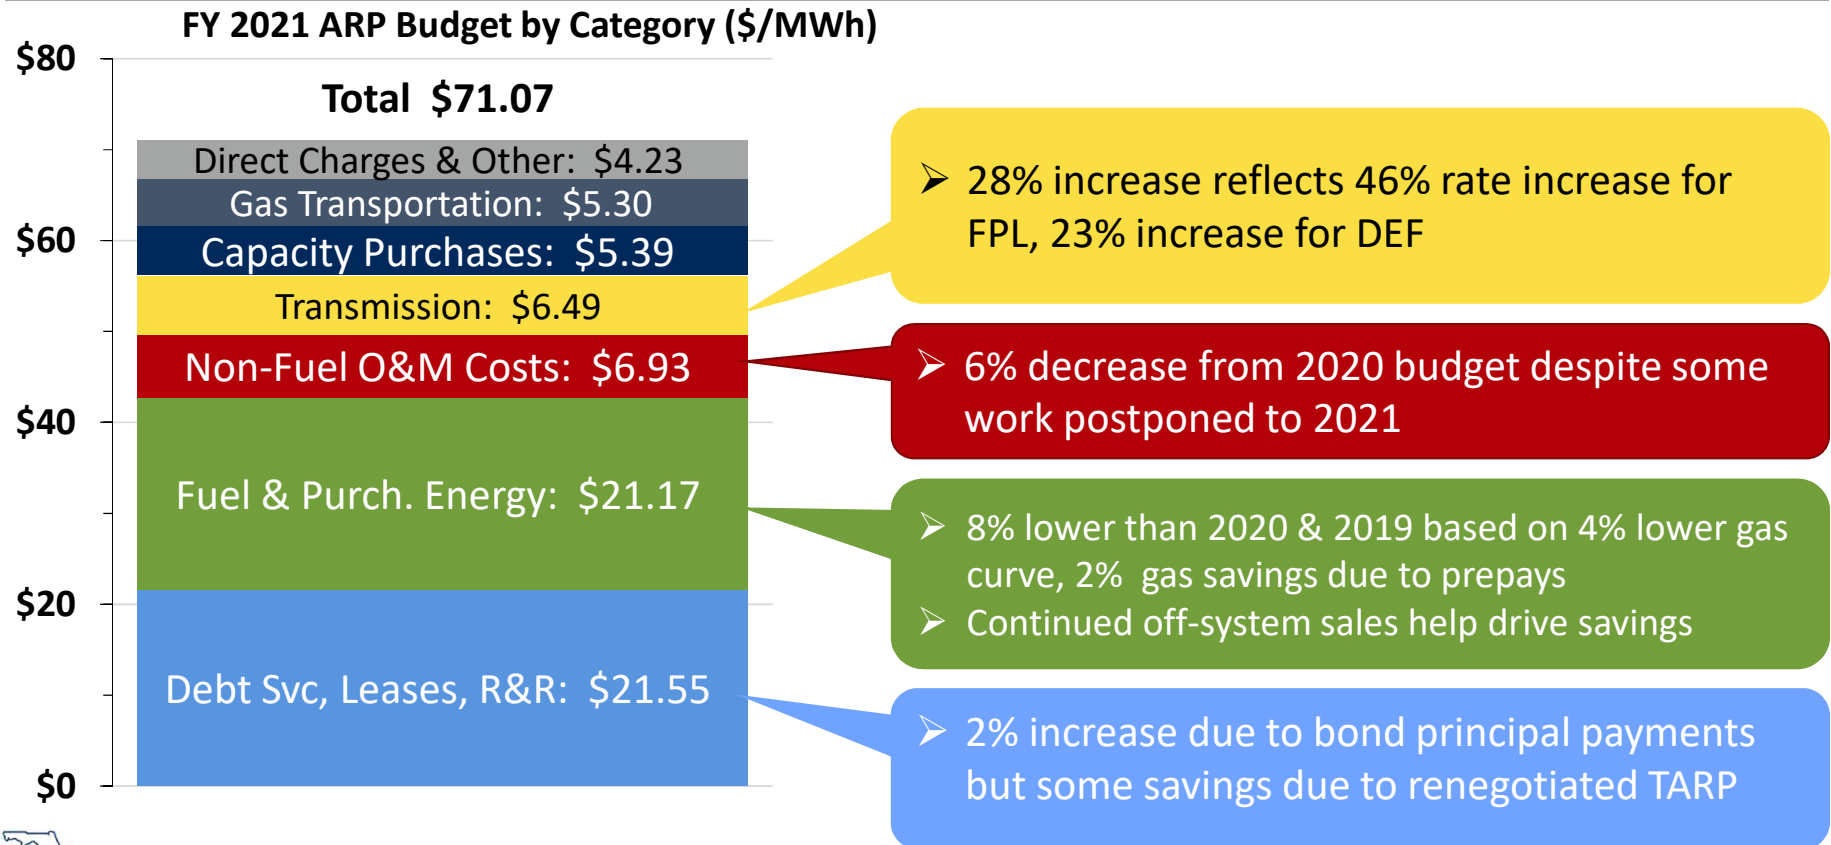 FY 2021 ARP Budget by Category ($/MWh)
$80
$60
$40
$20
$0
Total $71.07
Direct Charges & Other: $4.23
Gas Transportation: $5.30
Capacity Purchases: $5.39
Transmission: $6.49
Non-Fuel O&M Costs: $6.93
Fuel & Purch. Energy: $21.17
Debt Svc, Leases, R&R: $21.55
➢ 28% increase reflects 46% rate increase for
FPL, 23% increase for DEF
➢ 6% decrease from 2020 budget despite some
work postponed to 2021
➢ 8% lower than 2020 & 2019 based on 4% lower gas
curve, 2% gas savings due to prepays
➢ Continued off-system sales help drive savings
➢ 2% increase due to bond principal payments
but some savings due to renegotiated TARP